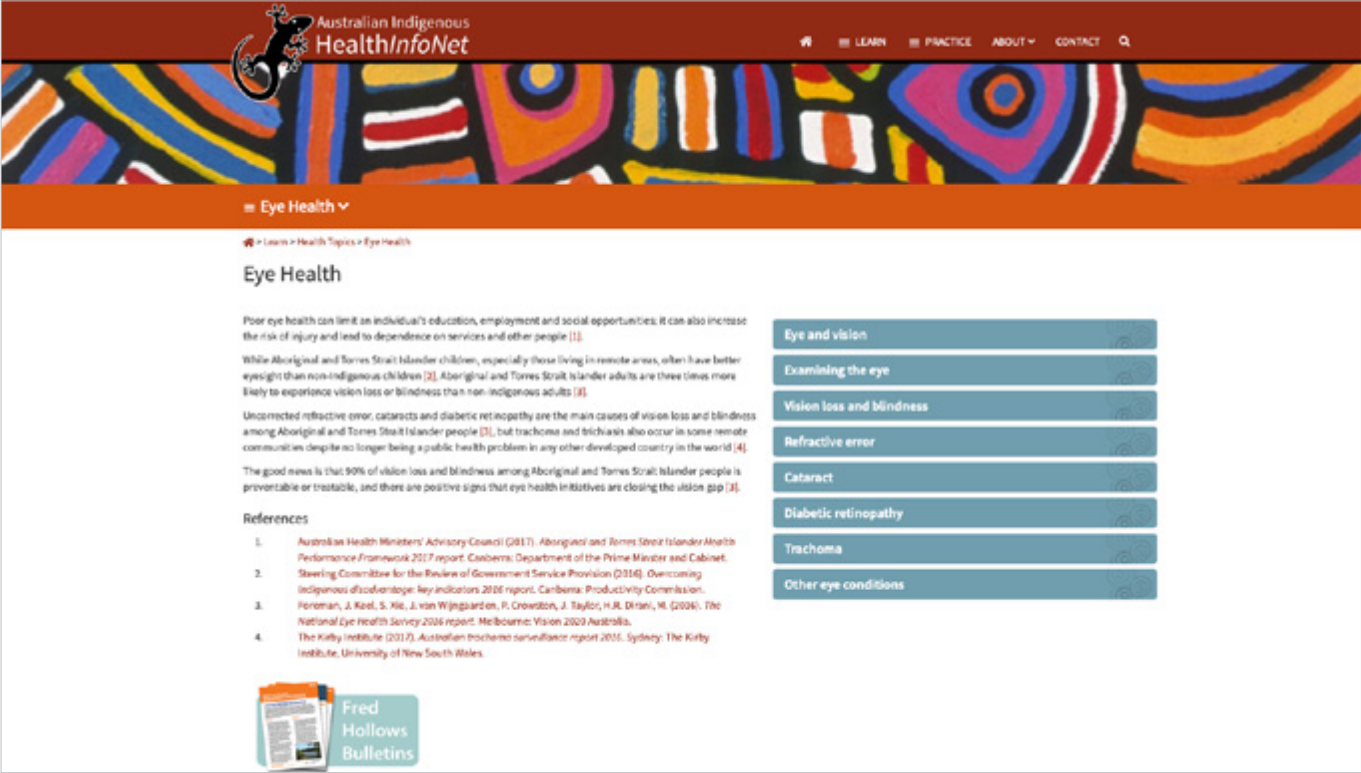 Australian Indigenous
HealthInfoNet
LEARN
PRACTICE
ABOUT
CONTACT
Eye Health
> Learn > Health Topics > Eye Health
Eye Health
Poor eye health can limit an individual's education, employment and social opportunities; it can also increase
the risk of injury and lead to dependence on services and other people [1].
While Aboriginal and Torres Strait Islander children, especially those living in remote areas, often have better
eyesight than non-Indigenous children [2], Aboriginal and Torres Strait Islander adults are three times more
likely to experience vision loss or blindness than non-Indigenous adults [3].
Uncorrected refractive error, cataracts and diabetic retinopathy are the main causes of vision loss and blindness
among Aboriginal and Torres Strait Islander people [3], but trachoma and trichiasis also occur in some remote
communities despite no longer being a public health problem in any other developed country in the world [4].
The good news is that 90% of vision loss and blindness among Aboriginal and Torres Strait Islander people is
preventable or treatable, and there are positive signs that eye health initiatives are closing the vision gap [3].
References
1. Australian Health Ministers' Advisory Council (2017). Aboriginal and Torres Strait Islander Health
Performance Framework 2017 report. Canberra: Department of the Prime Minster and Cabinet.
2. Steering Committee for the Review of Government Service Provision (2016). Overcoming
Indigenous disadvantage: key indicators 2016 report. Canberra: Productivity Commission.
3. Foreman, J. Keel, S. Xie, J. van Wijngaarden, P. Crowston, J. Taylor, H.R. Dirani, M. (2016). The
National Eye Health Survey 2016 report. Melbourne: Vision 2020 Australia.
4. The Kirby Institute (2017). Australian trachoma surveillance report 2016. Sydney: The Kirby
Institute, University of New South Wales.
Eye and vision
Examining the eye
Vision loss and blindness
Refractive error
Cataract
Diabetic retinopathy
Trachoma
Other eye conditions
Fred
Hollows
Bulletins